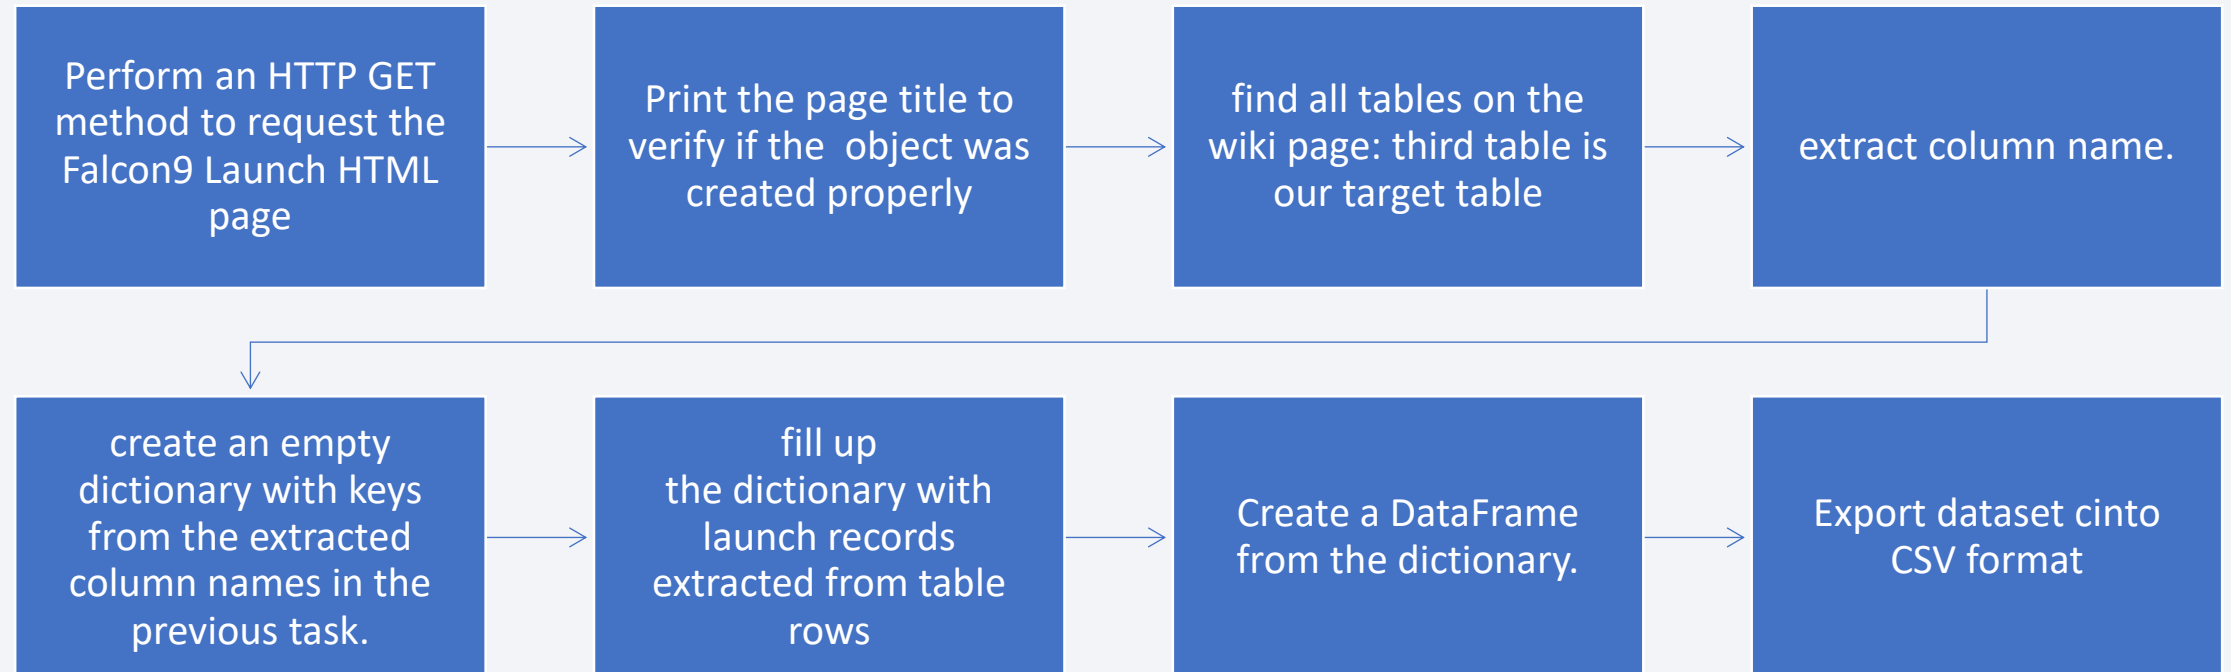 Perform an HTTP GET
method to request the
Falcon9 Launch HTML
page
Print the page title to
verify if the  object was
created properly
find all tables on the
wiki page: third table is
our target table
extract column name.
create an empty
dictionary with keys
from the extracted
column names in the
previous task.
fill up
the dictionary with
launch records
extracted from table
rows
Create a DataFrame
from the dictionary.
Export dataset cinto
CSV format